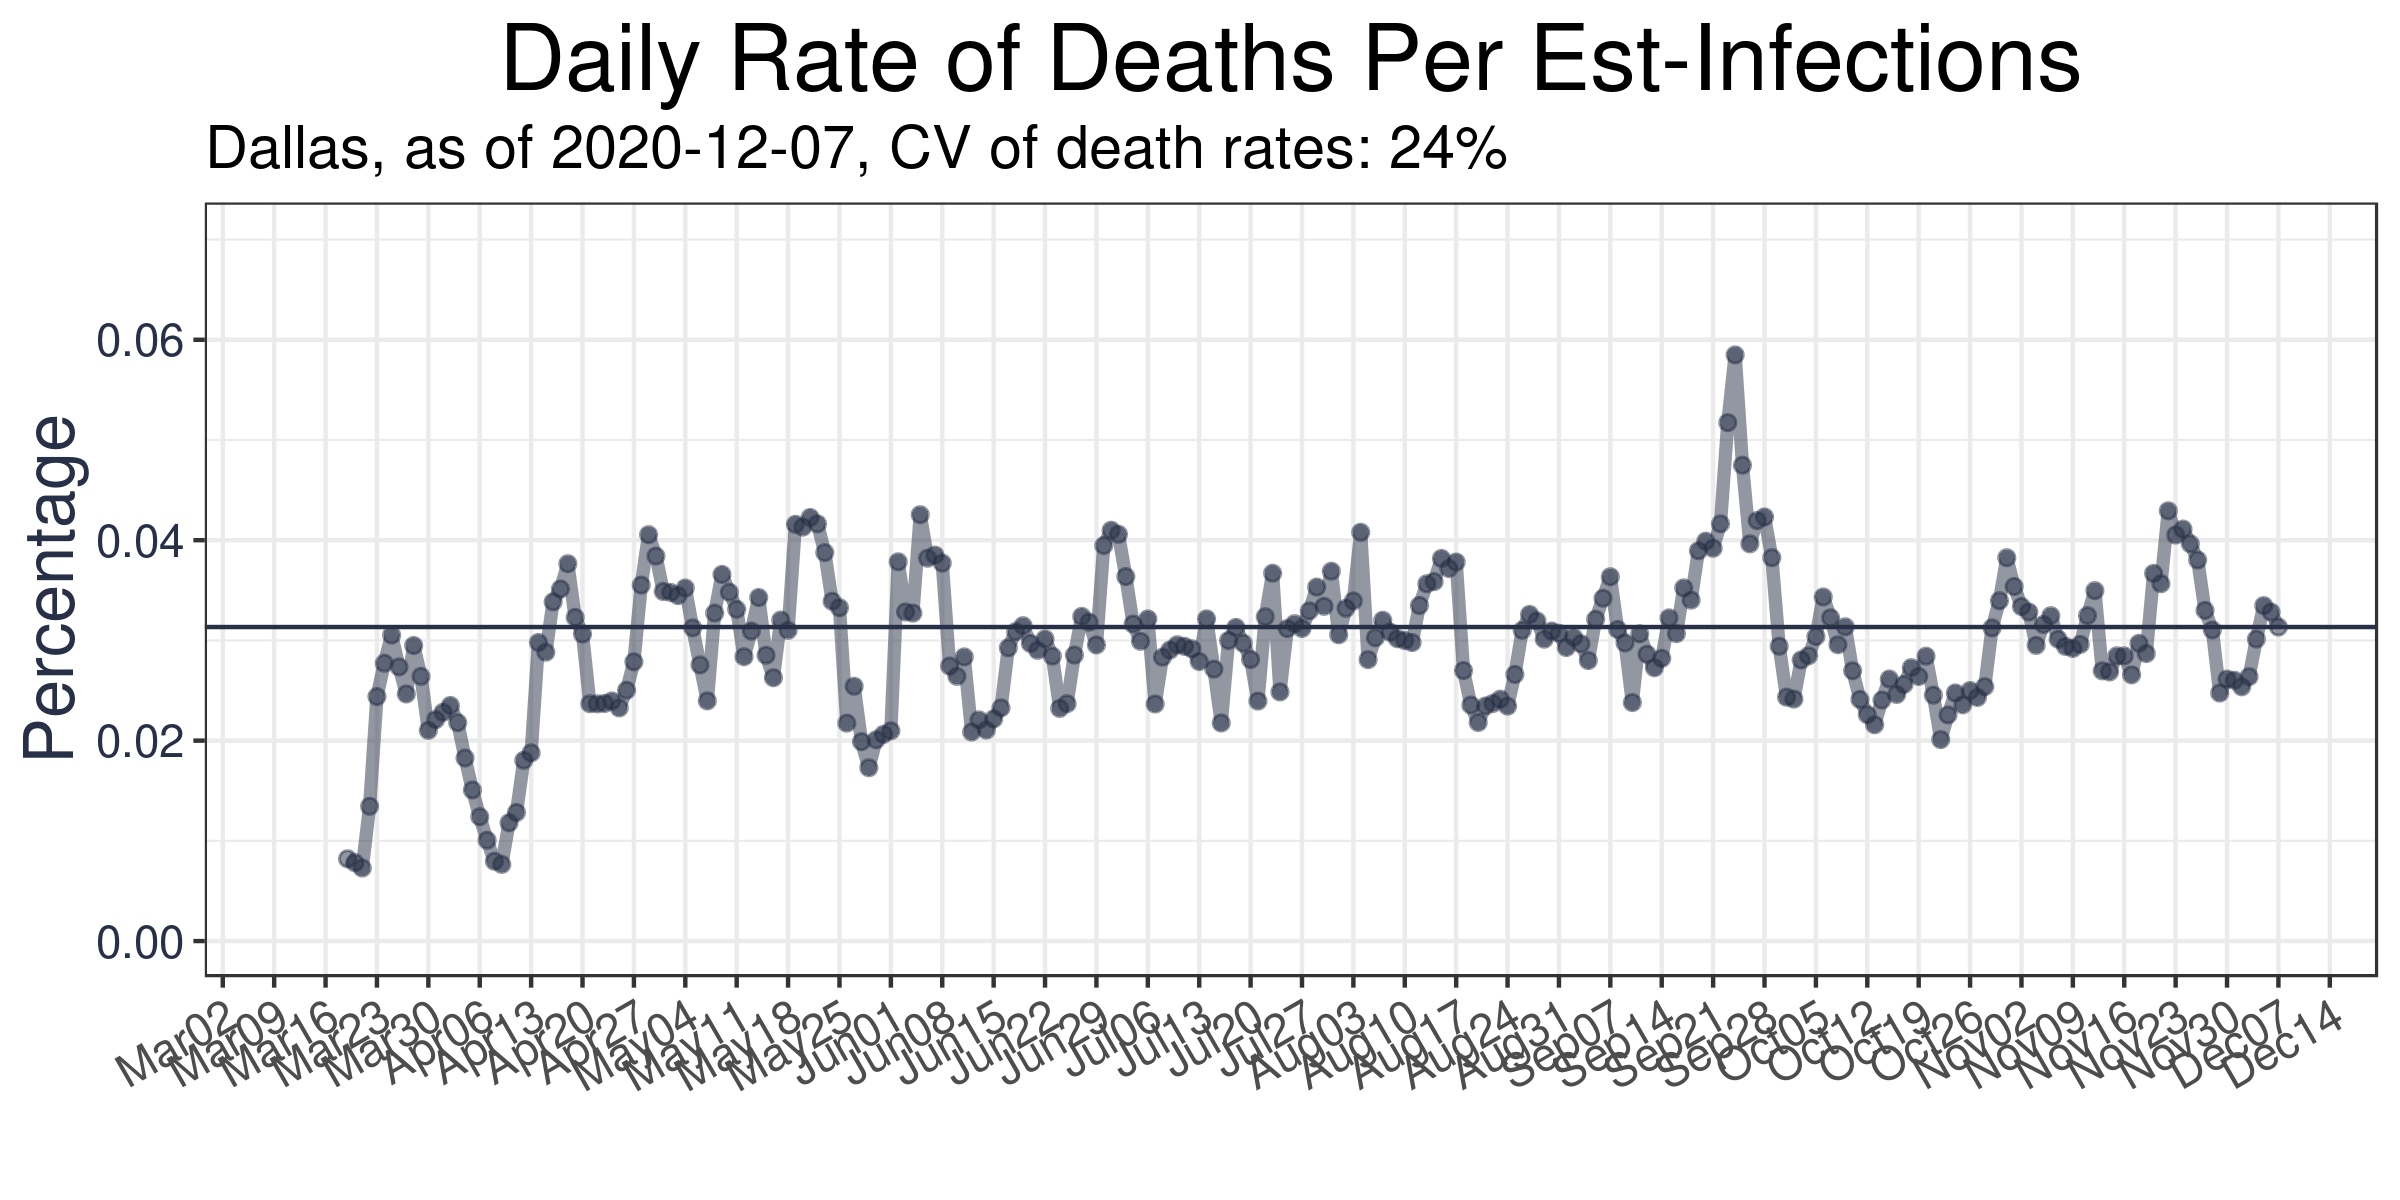 Daily Rate of Deaths Per Est-Infections
Dallas, as of 2020-12-07, CV of death rates: 24%
Percentage
0.06
0.04
0.02
0.00
Mar02
Mar09
Mar16
Mar23
Mar30
Apr06
Apr13
Apr20
Apr27
May04
May11
May18
May25
Jun01
Jun08
Jun15
Jun22
Jun29
Jul06
Jul13
Jul20
Jul27
Aug03
Aug10
Aug17
Aug24
Aug31
Sep07
Sep14
Sep21
Sep28
Oct05
Oct12
Oct19
Oct26
Nov02
Nov09
Nov16
Nov23
Nov30
Dec07
Dec14